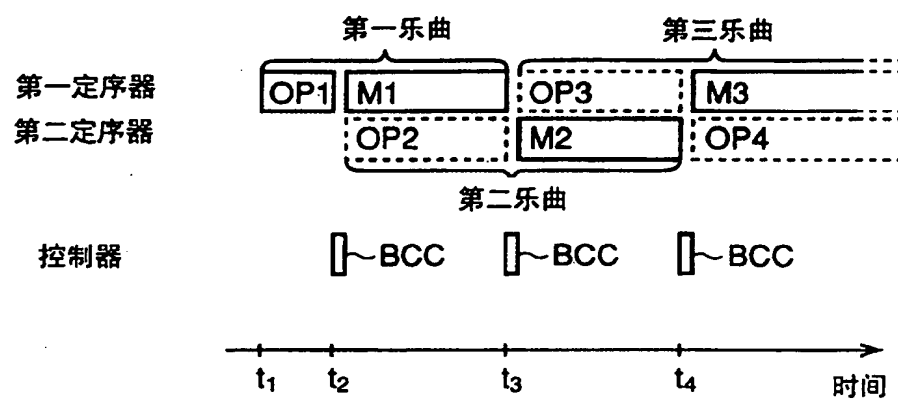 第一乐曲 第三乐曲
第一定序器 OP1 M1 OP3 M3
第二定序器 OP2 M2 OP4
第二乐曲
控制器 BCC BCC BCC
t1 t2 t3 t4 时间